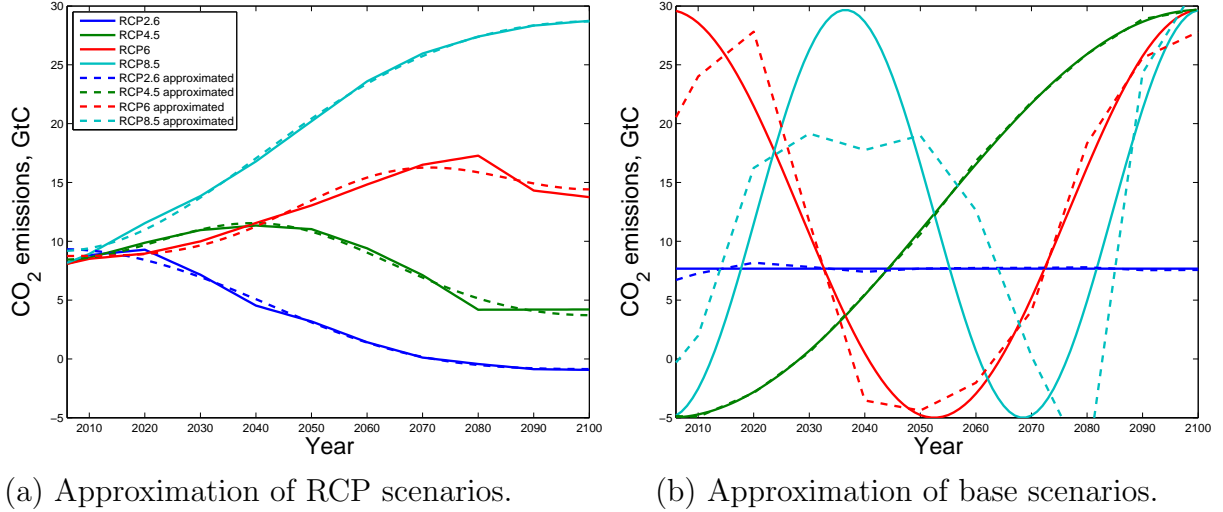 30
25
20
15
10
5
0
−5
CO2 emissions, GtC
RCP2.6
RCP4.5
RCP6
RCP8.5
RCP2.6 approximated
RCP4.5 approximated
RCP6 approximated
RCP8.5 approximated
2010 2020 2030 2040 2050 2060 2070 2080 2090 2100
Year
(a) Approximation of RCP scenarios.
30
25
20
15
10
5
0
−5
CO2 emissions, GtC
2010 2020 2030 2040 2050 2060 2070 2080 2090 2100
Year
(b) Approximation of base scenarios.